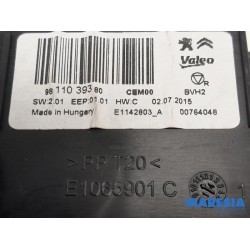 Valeo
98 110 393 80 CEM00 BVH2
SW:2.01 EEP:01.01 HW:C 02.07.2015
Made in Hungary E1142803_A 00764048
>PP T20<
E1065901 C
MARESIA